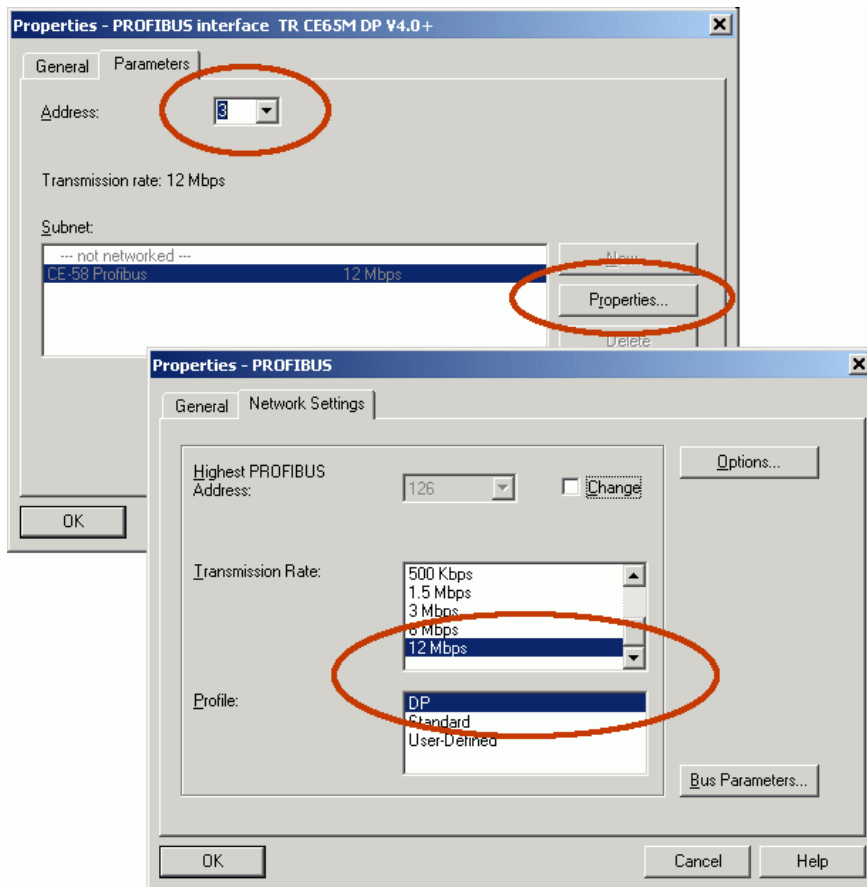 Properties - PROFIBUS interface TR CE65M DP V4.0+
General Parameters
Address: 3
Transmission rate: 12 Mbps
Subnet:
--- not networked ---
CE-58 Profibus 12 Mbps
New...
Properties...
Delete
OK
Properties - PROFIBUS
General Network Settings
Highest PROFIBUS
Address:
126
Change
Options...
Transmission Rate:
500 Kbps
1.5 Mbps
3 Mbps
6 Mbps
12 Mbps
Profile:
DP
Standard
User-Defined
Bus Parameters...
OK Cancel Help